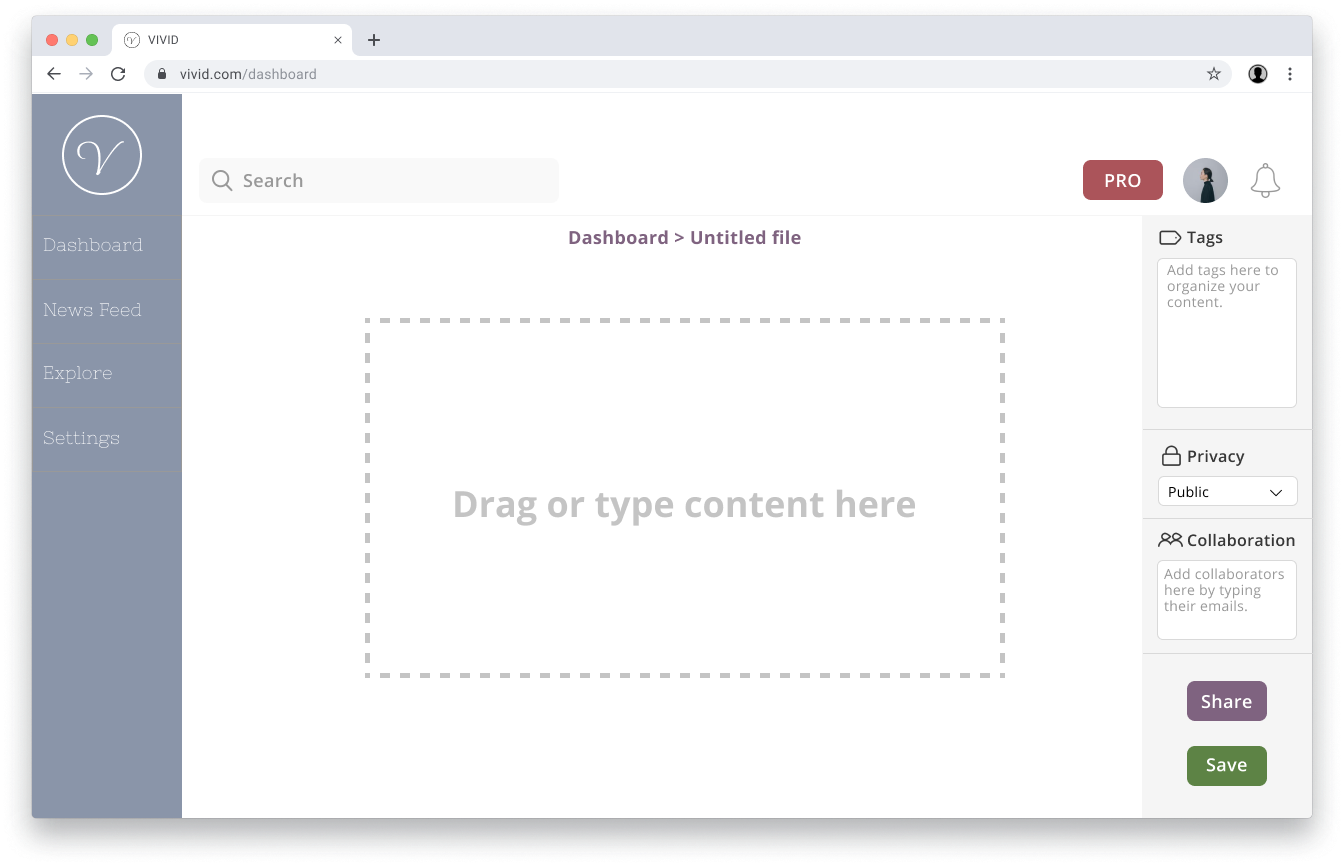 VIVID
vivid.com/dashboard
V
Search
PRO
Dashboard
News Feed
Explore
Settings
Dashboard > Untitled file
Drag or type content here
Tags
Add tags here to
organize your
content.
Privacy
Public
Collaboration
Add collaborators
here by typing
their emails.
Share
Save